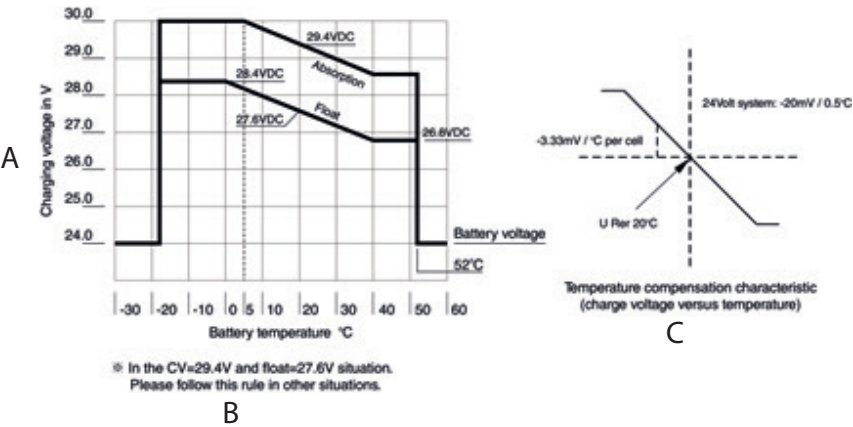 30.0
29.0
28.0
27.0
26.0
25.0
24.0
Charging voltage in V
A
29.4VDC
Absorption
28.4VDC
Float
27.6VDC
26.8VDC
Battery voltage
52°C
-30 -20 -10 0 5 10 20 30 40 50 60
Battery temperature °C
※ In the CV=29.4V and float=27.6V situation.
Please follow this rule in other situations.
B
24Volt system: -20mV / 0.5°C
-3.33mV / °C per cell
U Rer 20°C
Temperature compensation characteristic
(charge voltage versus temperature)
C